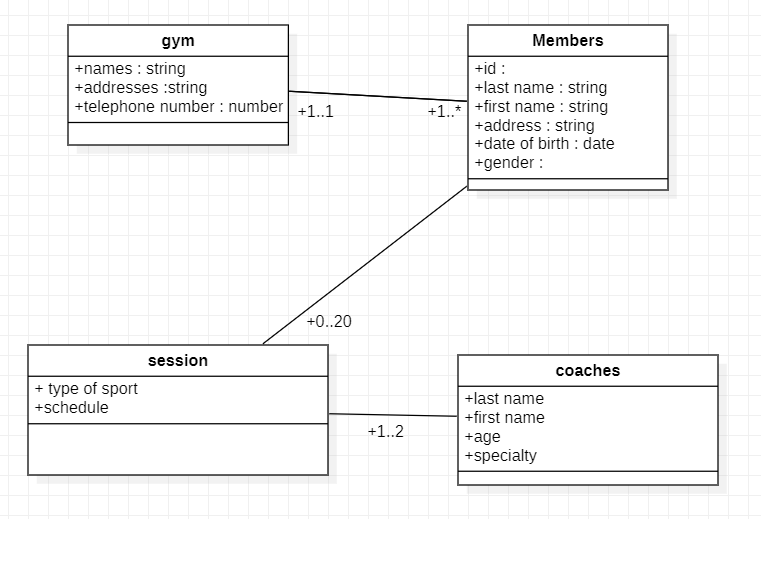 gym
+names : string
+addresses :string
+telephone number : number
+1..1
+1..*
Members
+id :
+last name : string
+first name : string
+address : string
+date of birth : date
+gender :
+0..20
session
+ type of sport
+schedule
+1..2
coaches
+last name
+first name
+age
+specialty